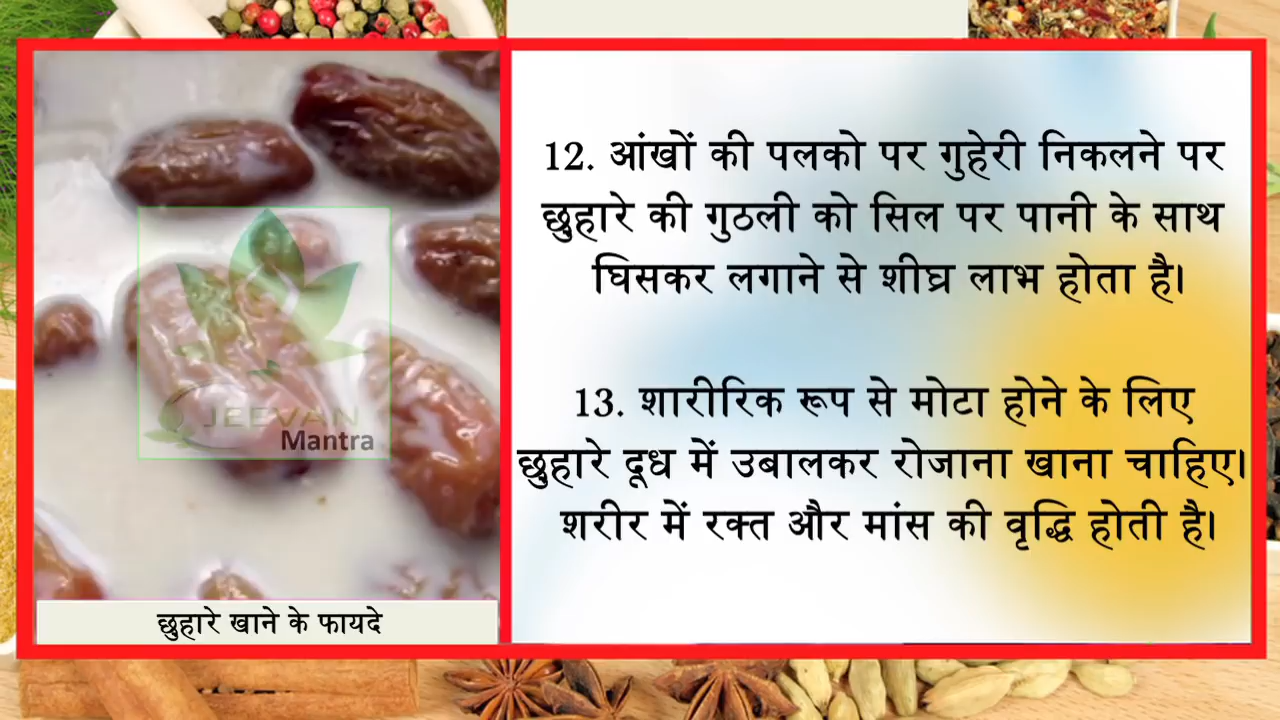 12. आंखों की पलको पर गुहेरी निकलने पर
छुहारे की गुठली को सिल पर पानी के साथ
घिसकर लगाने से शीघ्र लाभ होता है।
13. शारीरिक रूप से मोटा होने के लिए
छुहारे दूध में उबालकर रोजाना खाना चाहिए।
शरीर में रक्त और मांस की वृद्धि होती है।
JEEVAN
Mantra
छुहारे खाने के फायदे